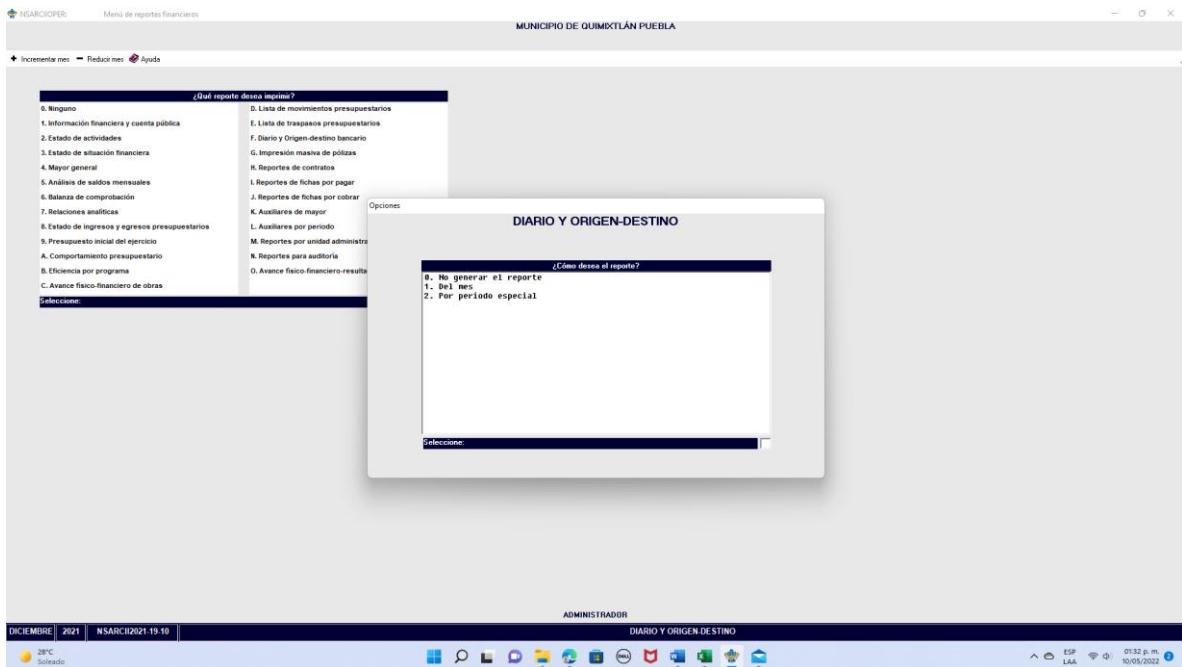 NSARCIIOPER: Menú de reportes financieros
MUNICIPIO DE QUIMIXTLÁN PUEBLA
Incrementar mes Reducir mes Ayuda
¿Qué reporte desea imprimir?
0. Ninguno
1. Información financiera y cuenta pública
2. Estado de actividades
3. Estado de situación financiera
4. Mayor general
5. Análisis de saldos mensuales
6. Balanza de comprobación
7. Relaciones analíticas
8. Estado de ingresos y egresos presupuestarios
9. Presupuesto inicial del ejercicio
A. Comportamiento presupuestario
B. Eficiencia por programa
C. Avance físico-financiero de obras
D. Lista de movimientos presupuestarios
E. Lista de traspasos presupuestarios
F. Diario y Origen-destino bancario
G. Impresión masiva de pólizas
H. Reportes de contratos
I. Reportes de fichas por pagar
J. Reportes de fichas por cobrar
K. Auxiliares de mayor
L. Auxiliares por periodo
M. Reportes por unidad administra
N. Reportes para auditoría
O. Avance físico-financiero-resulta
Seleccione:
Opciones
DIARIO Y ORIGEN-DESTINO
¿Cómo desea el reporte?
0. No generar el reporte
1. Del mes
2. Por periodo especial
Seleccione:
ADMINISTRADOR
DICIEMBRE 2021 NSARCII2021-19-10 DIARIO Y ORIGEN-DESTINO
28°C
Soleado
DELL
ESP
LAA
01:32 p. m.
10/05/2022
2